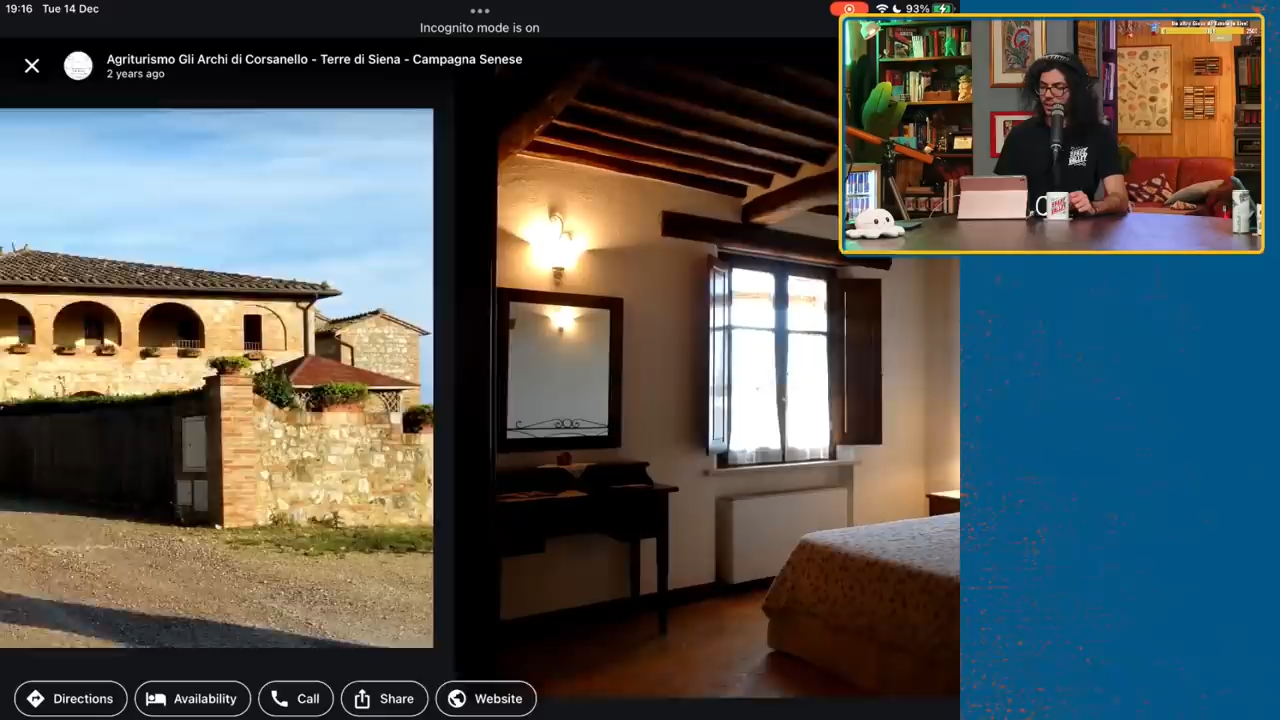 19:16 Tue 14 Dec
93%
Incognito mode is on
Agriturismo Gli Archi di Corsanello - Terre di Siena - Campagna Senese
2 years ago
Directions
Availability
Call
Share
Website